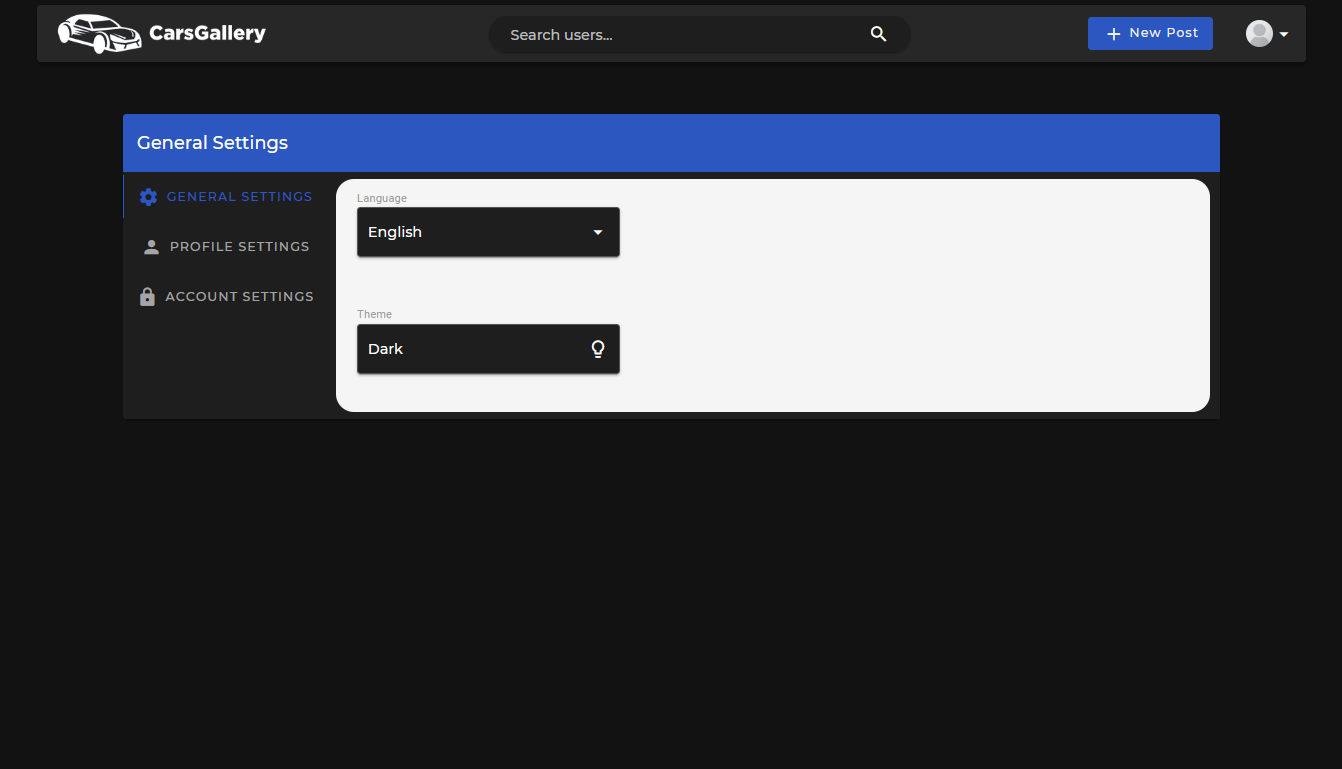 CarsGallery
Search users...
New Post
General Settings
GENERAL SETTINGS
PROFILE SETTINGS
ACCOUNT SETTINGS
Language
English
Theme
Dark